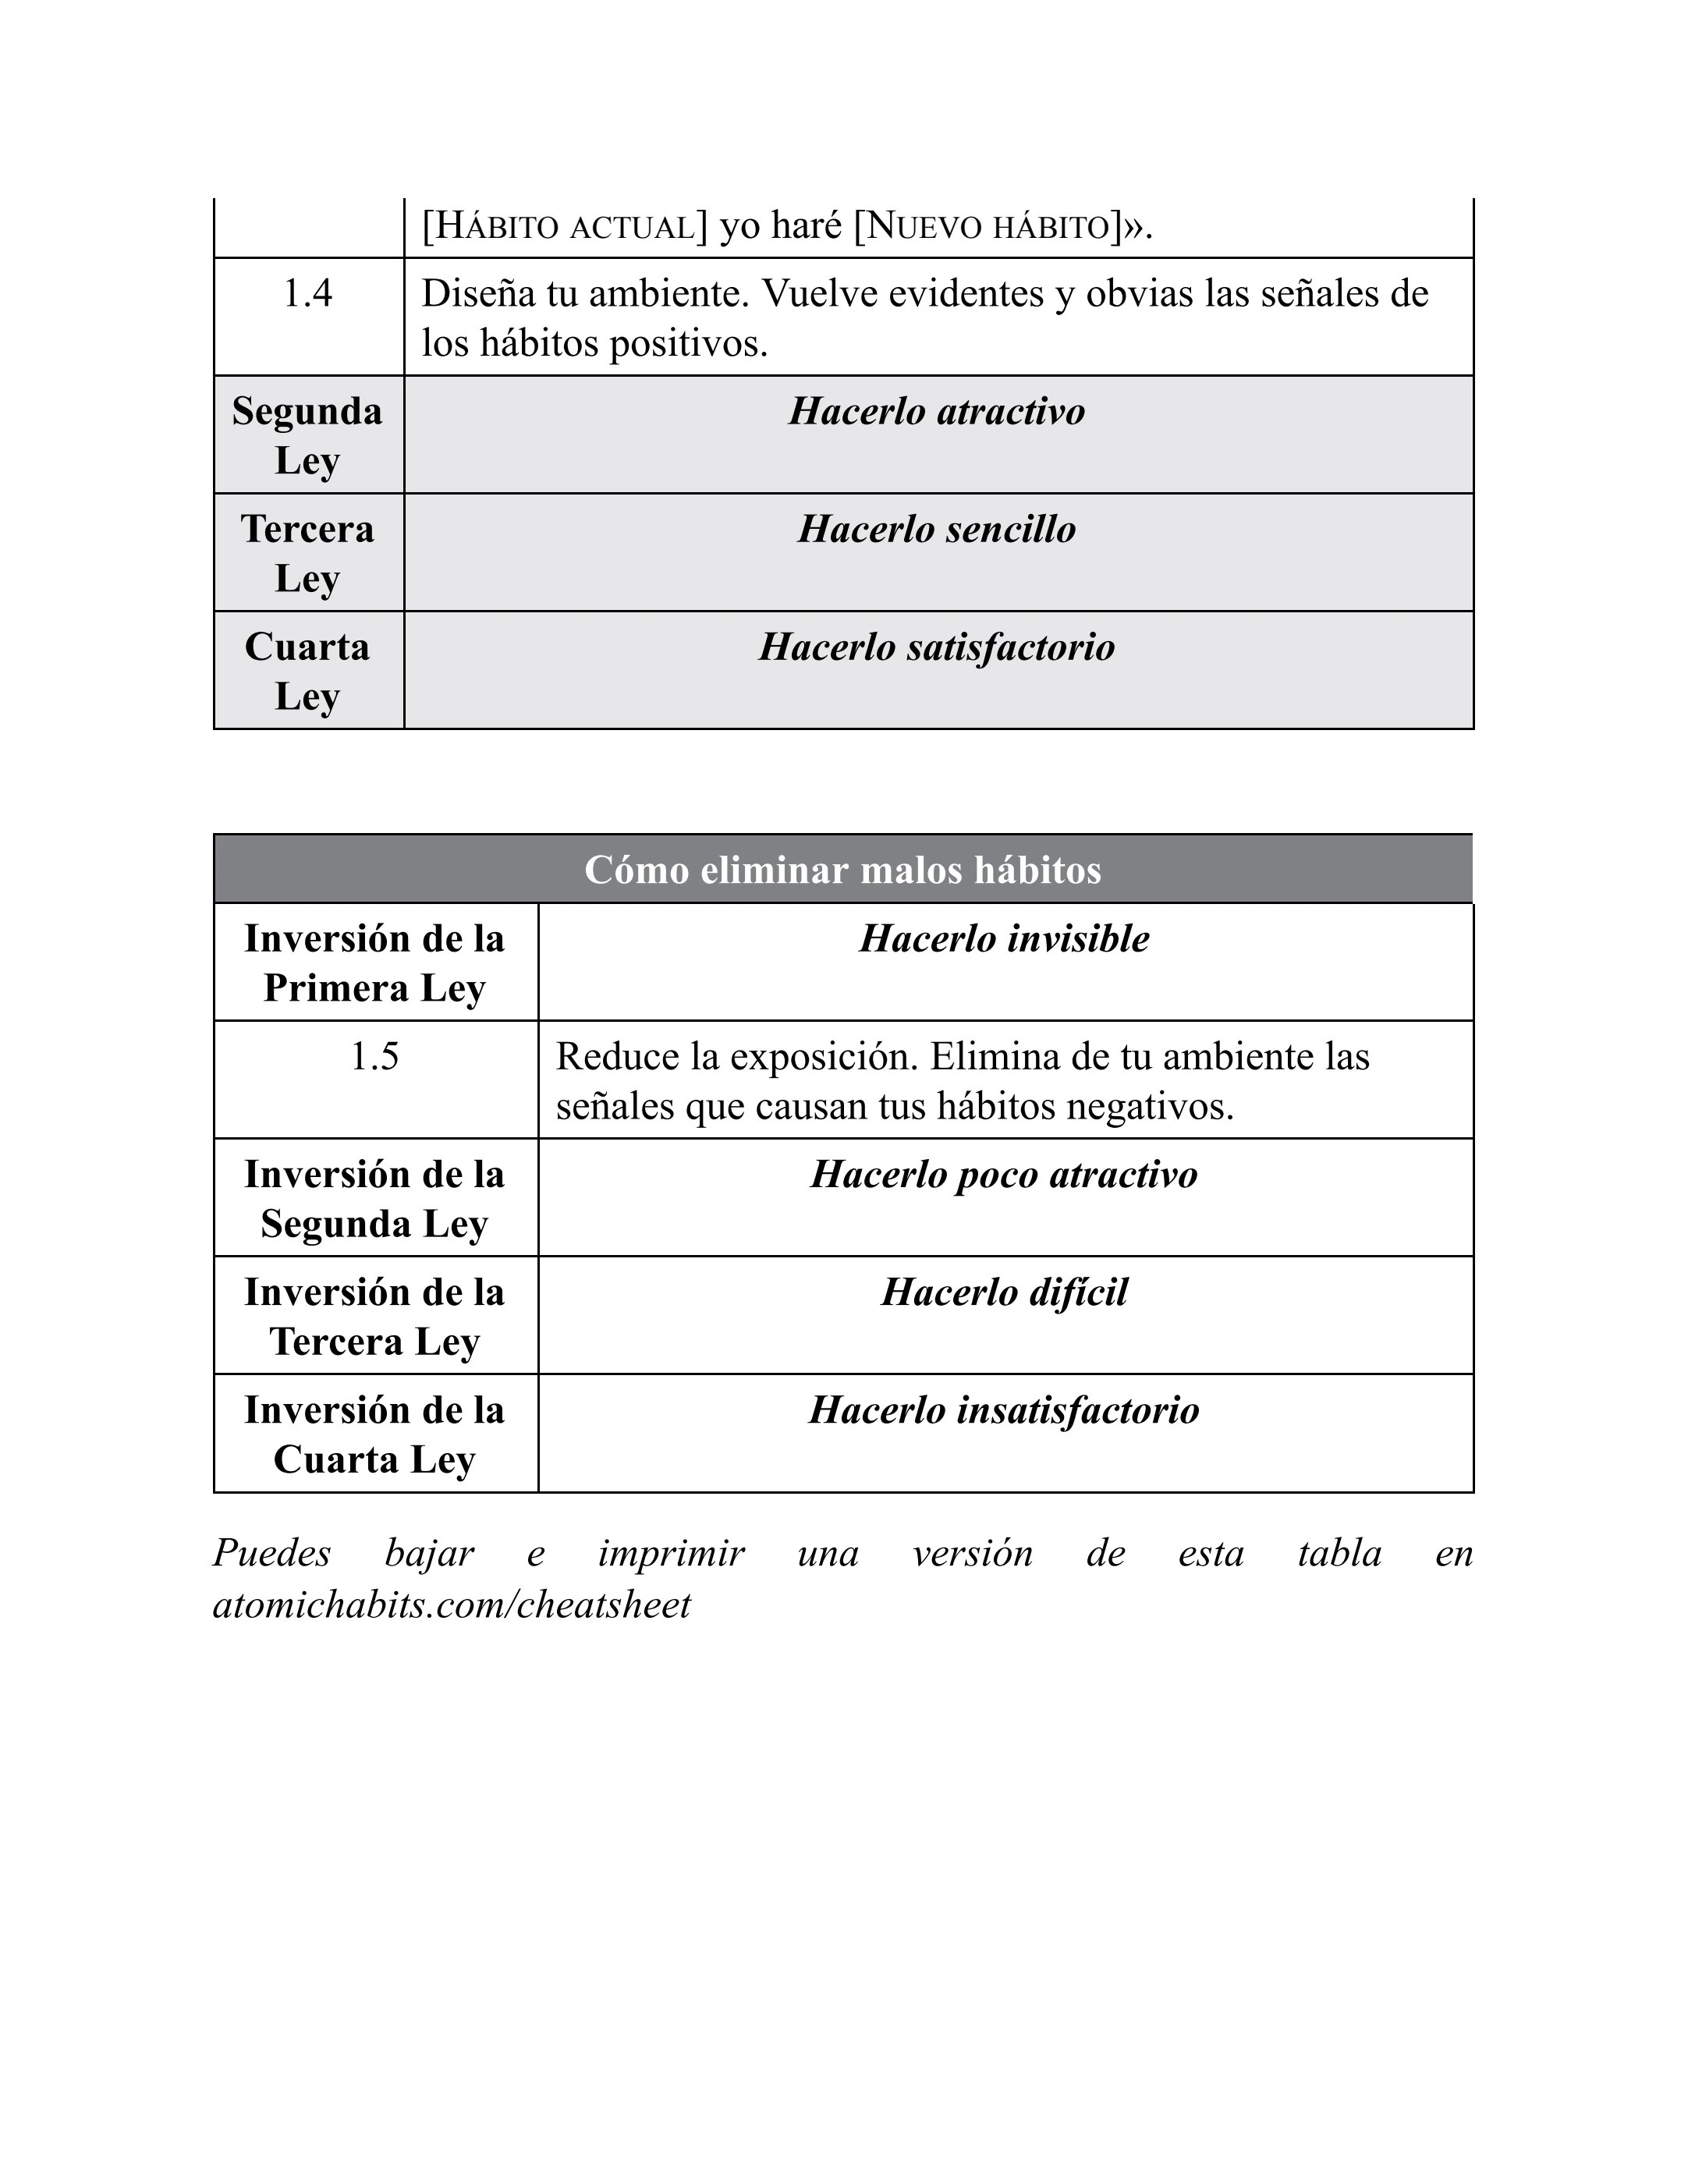 [HÁBITO ACTUAL] yo haré [NUEVO HÁBITO]».
1.4 Diseña tu ambiente. Vuelve evidentes y obvias las señales de
los hábitos positivos.
Segunda Hacerlo atractivo
Ley
Tercera Hacerlo sencillo
Ley
Cuarta Hacerlo satisfactorio
Ley
Cómo eliminar malos hábitos
Inversión de la Hacerlo invisible
Primera Ley
1.5 Reduce la exposición. Elimina de tu ambiente las
señales que causan tus hábitos negativos.
Inversión de la Hacerlo poco atractivo
Segunda Ley
Inversión de la Hacerlo difícil
Tercera Ley
Inversión de la Hacerlo insatisfactorio
Cuarta Ley
Puedes bajar e imprimir una versión de esta tabla en
atomichabits.com/cheatsheet